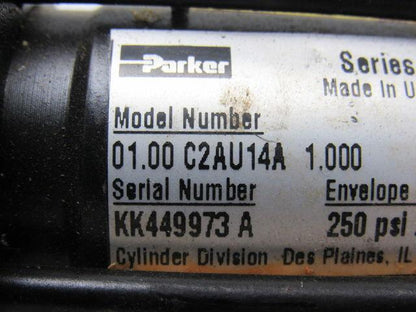 Parker
Series
Made In U
Model Number
01.00 C2AU14A 1.000
Serial Number Envelope
KK449973 A 250 psi
Cylinder Division Des Plaines, IL